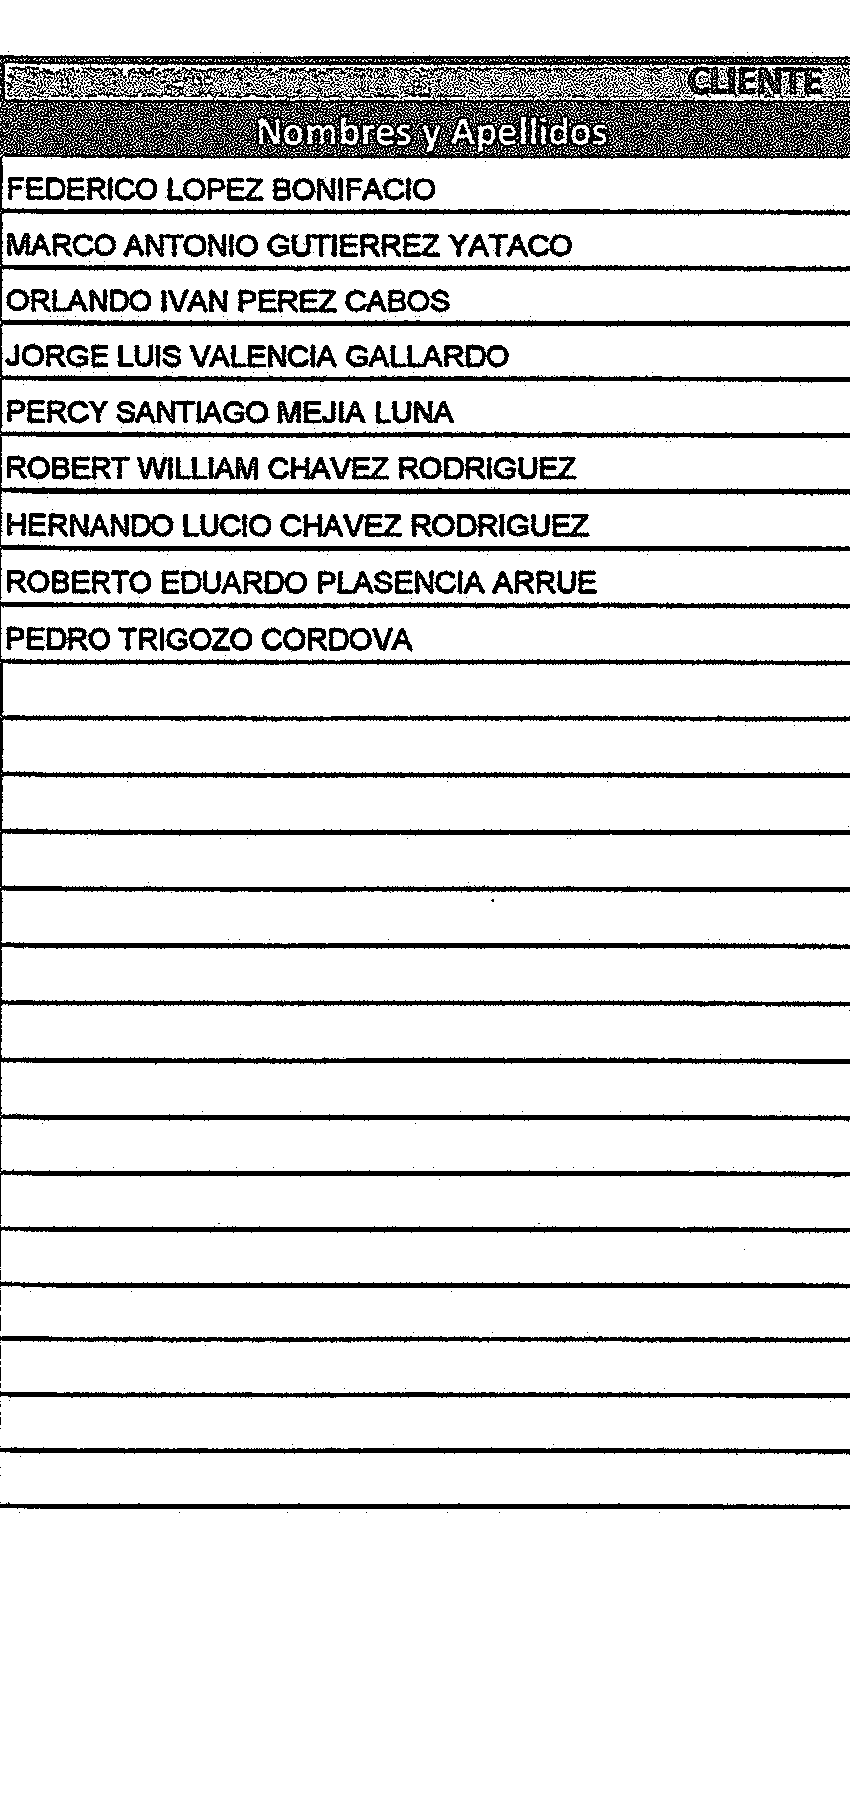 CLIENTE
Nombres y Apellidos
FEDERICO LOPEZ BONIFACIO
MARCO ANTONIO GUTIERREZ YATACO
ORLANDO IVAN PEREZ CABOS
JORGE LUIS VALENCIA GALLARDO
PERCY SANTIAGO MEJIA LUNA
ROBERT WILLIAM CHAVEZ RODRIGUEZ
HERNANDO LUCIO CHAVEZ RODRIGUEZ
ROBERTO EDUARDO PLASENCIA ARRUE
PEDRO TRIGOZO CORDOVA